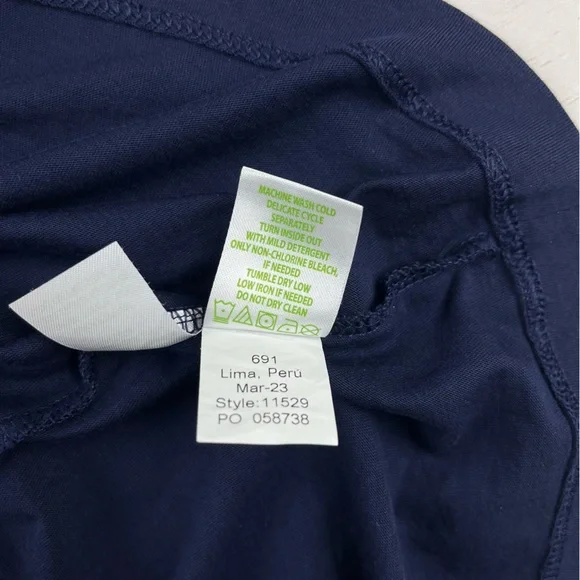 MACHINE WASH COLD
DELICATE CYCLE
SEPARATELY
TURN INSIDE OUT
WITH MILD DETERGENT
ONLY NON-CHLORINE BLEACH,
IF NEEDED
TUMBLE DRY LOW
LOW IRON IF NEEDED
DO NOT DRY CLEAN
691
Lima, Perú
Mar-23
Style:11529
PO 058738